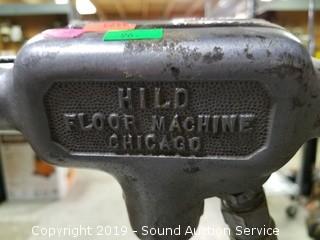 HILD
FLOOR MACHINE
CHICAGO
Copyright 2019 - Sound Auction Service